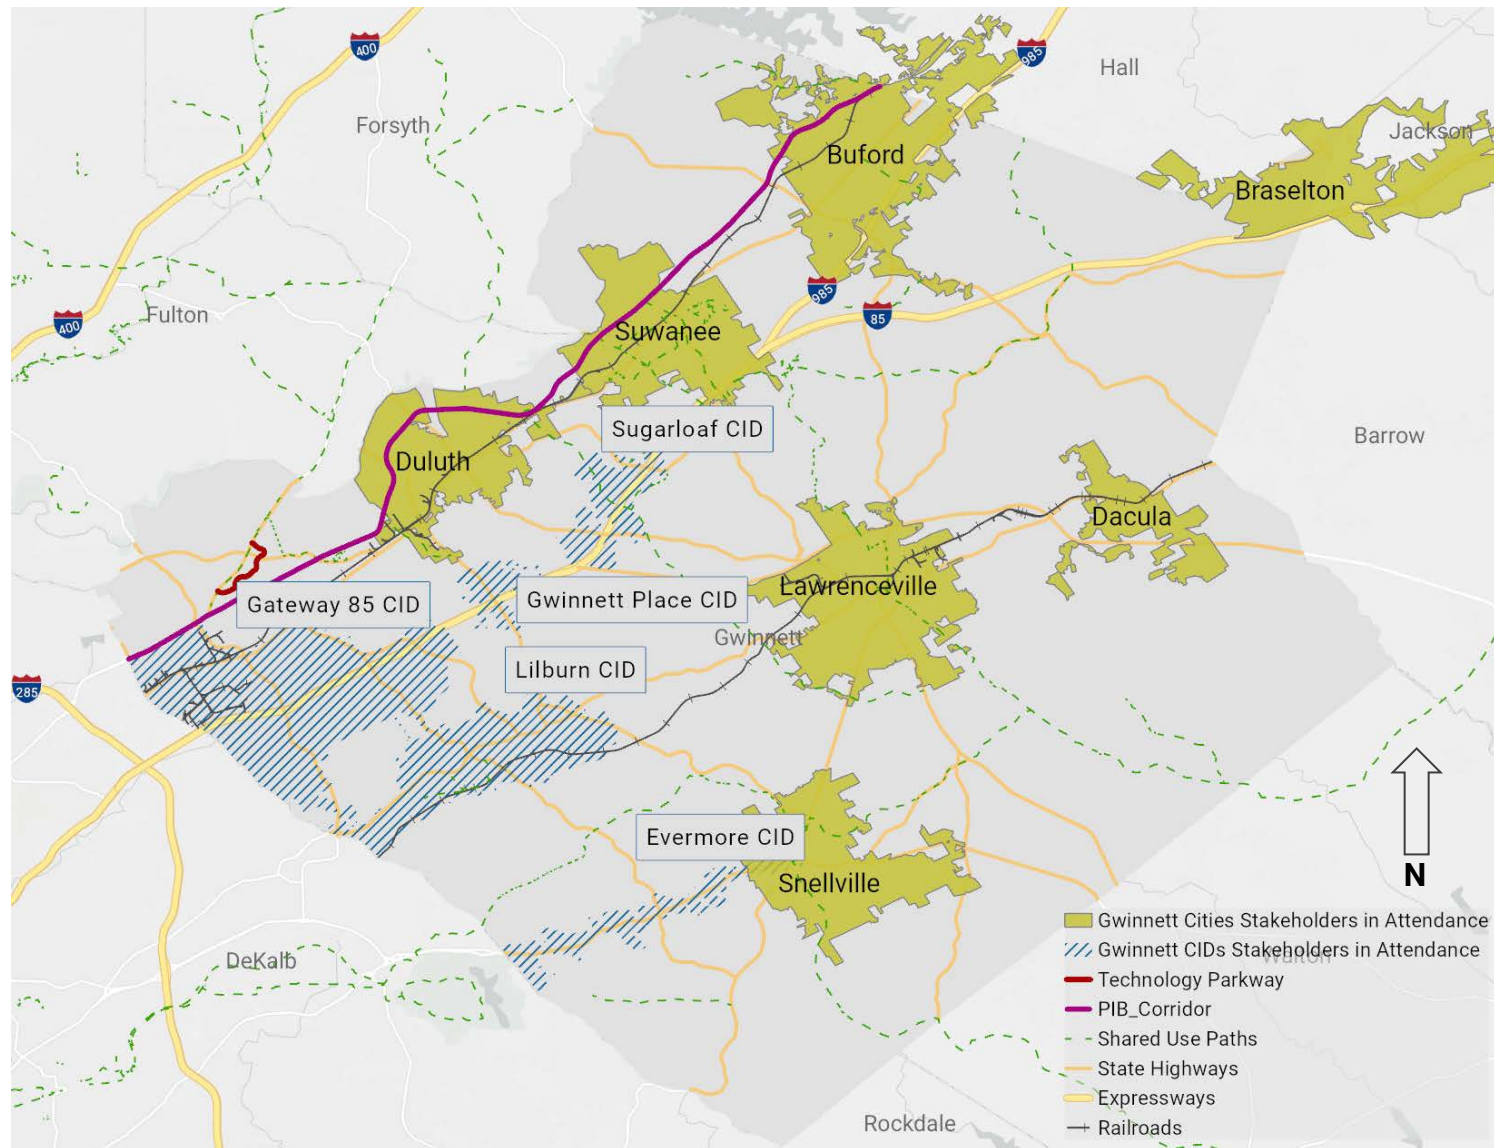 400
985
Hall
Forsyth
Jackson
Buford
Braselton
985
85
400
Fulton
Suwanee
Sugarloaf CID
Barrow
Duluth
Dacula
Lawrenceville
Gateway 85 CID
Gwinnett Place CID
Gwinnett
Lilburn CID
285
Evermore CID
Snellville
N
DeKalb
Gwinnett Cities Stakeholders in Attendance
Gwinnett CIDs Stakeholders in Attendance
Walton
Technology Parkway
PIB_Corridor
Shared Use Paths
State Highways
Expressways
Railroads
Rockdale